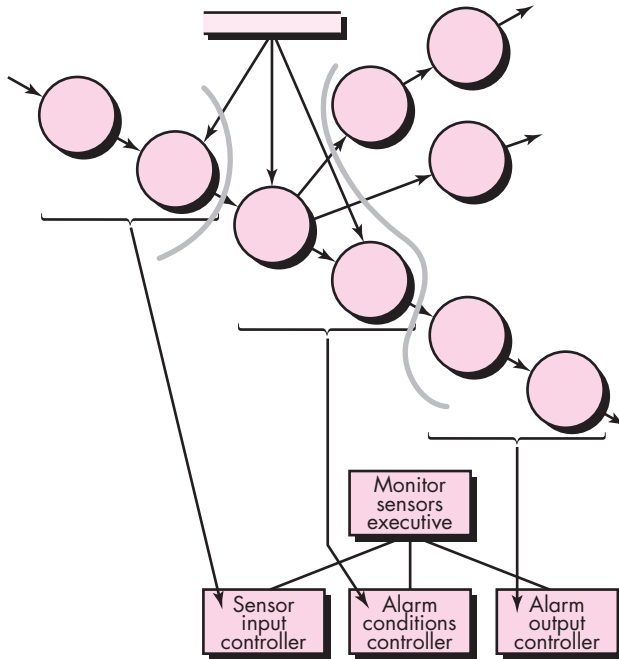 Monitor
sensors
executive
Sensor
input
controller
Alarm
conditions
controller
Alarm
output
controller